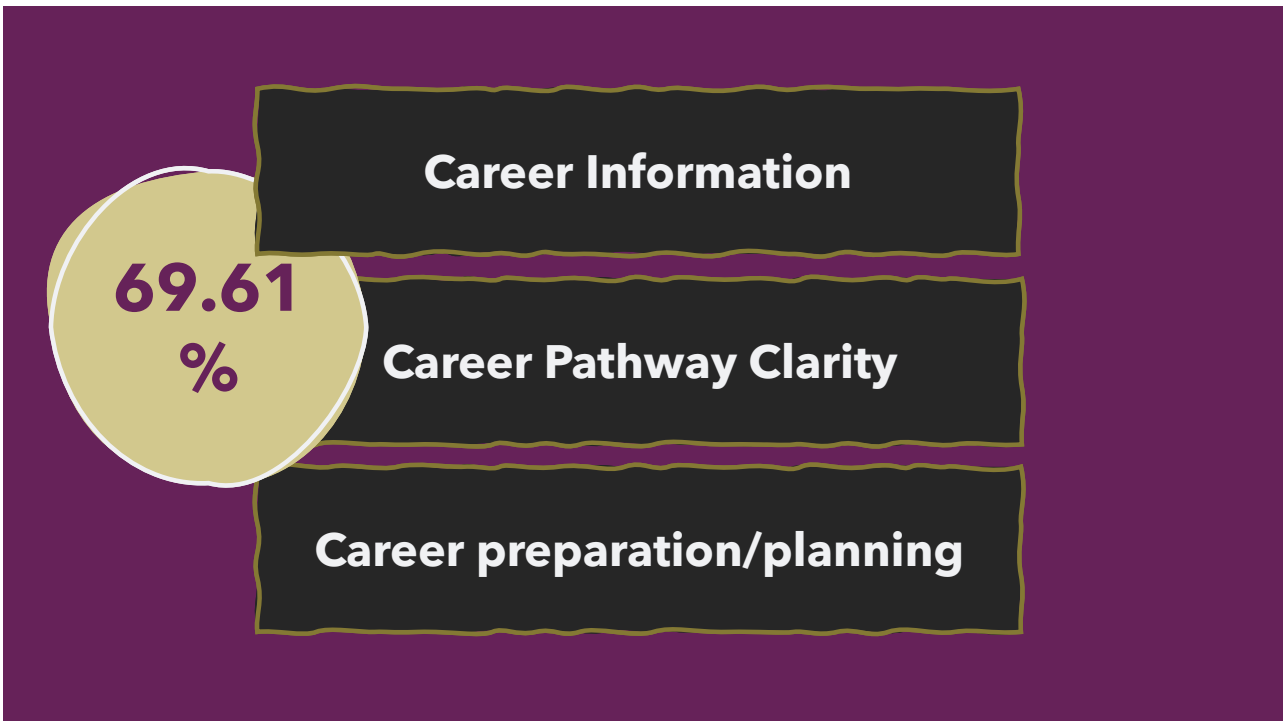 Career Information
69.61
%
Career Pathway Clarity
Career preparation/planning